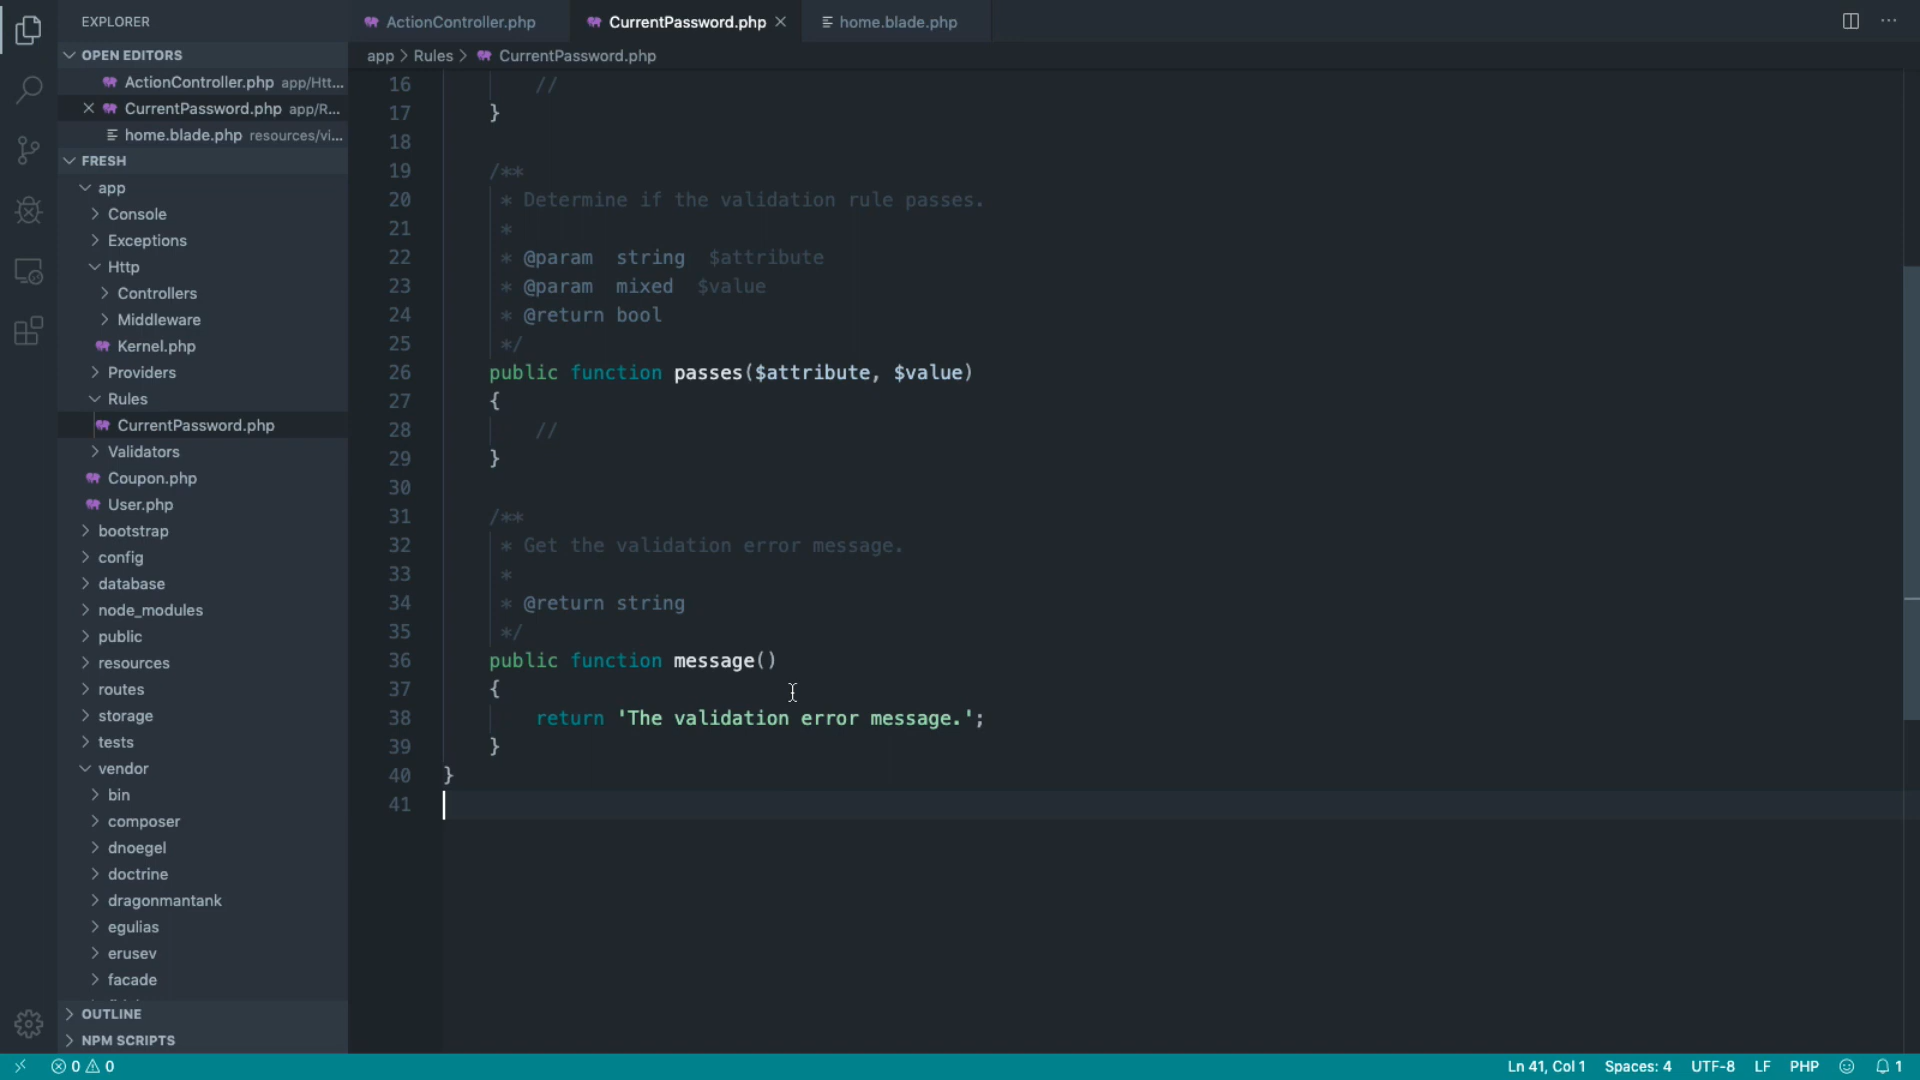 EXPLORER
OPEN EDITORS
ActionController.php app/Htt...
CurrentPassword.php app/R...
home.blade.php resources/vi...
FRESH
app
Console
Exceptions
Http
Controllers
Middleware
Kernel.php
Providers
Rules
CurrentPassword.php
Validators
Coupon.php
User.php
bootstrap
config
database
node_modules
public
resources
routes
storage
tests
vendor
bin
composer
dnoegel
doctrine
dragonmantank
egulias
erusev
facade
OUTLINE
NPM SCRIPTS
ActionController.php CurrentPassword.php home.blade.php
app > Rules > CurrentPassword.php
16 //
17 }
18
19 /**
20 * Determine if the validation rule passes.
21 *
22 * @param  string  $attribute
23 * @param  mixed  $value
24 * @return bool
25 */
26 public function passes($attribute, $value)
27 {
28 //
29 }
30
31 /**
32 * Get the validation error message.
33 *
34 * @return string
35 */
36 public function message()
37 {
38 return 'The validation error message.';
39 }
40 }
41
0 0 Ln 41, Col 1 Spaces: 4 UTF-8 LF PHP 1